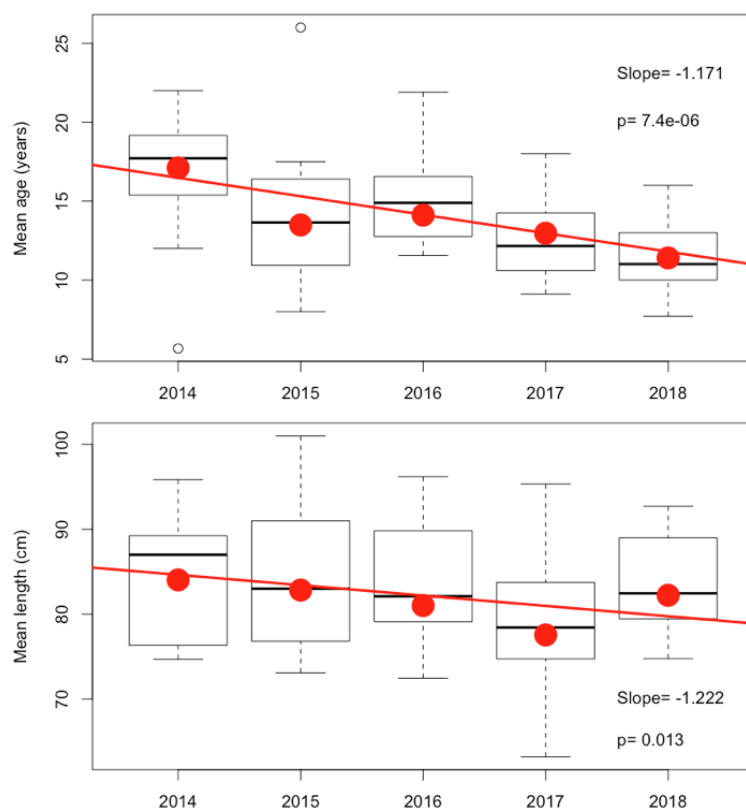 Mean age (years)
25
20
15
10
5
Slope= -1.171
p= 7.4e-06
2014 2015 2016 2017 2018
Mean length (cm)
100
90
80
70
Slope= -1.222
p= 0.013
2014 2015 2016 2017 2018